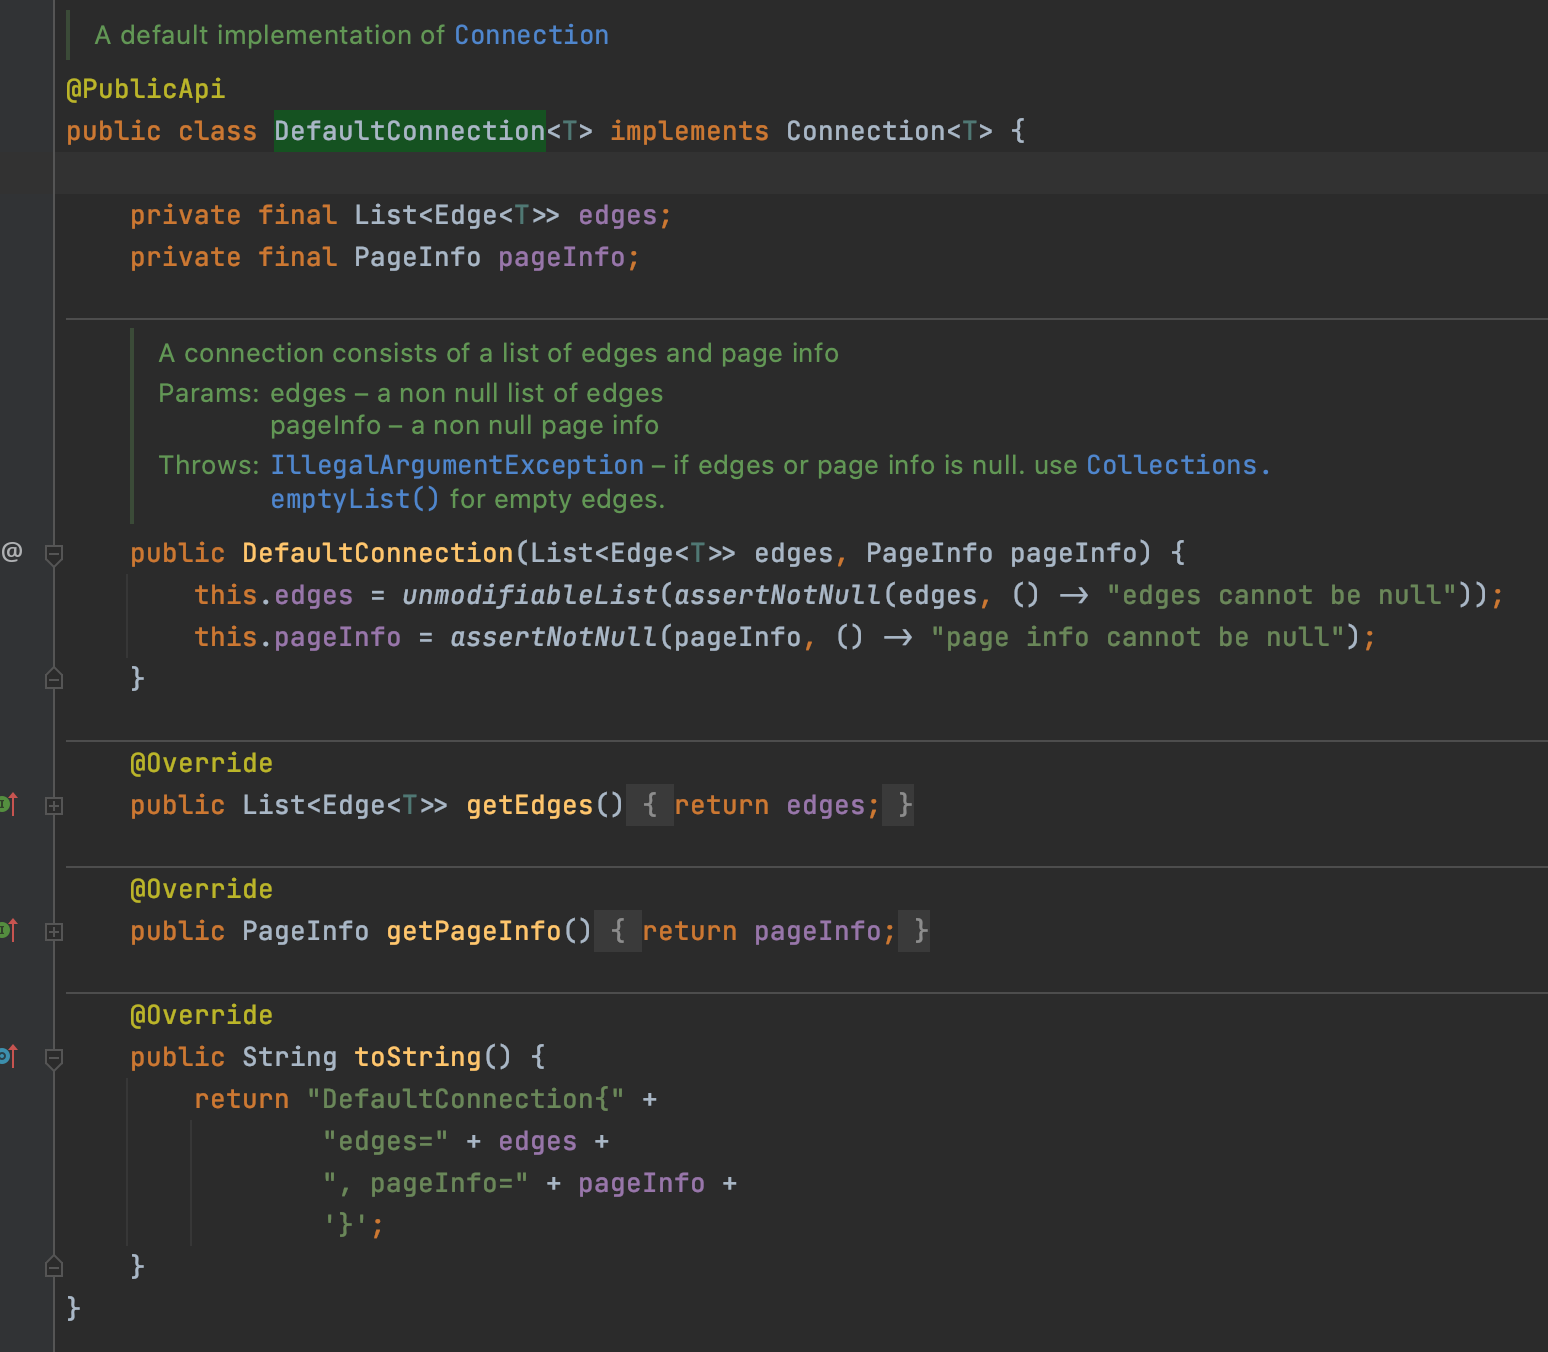 A default implementation of Connection
@PublicApi
public class DefaultConnection<T> implements Connection<T> {
private final List<Edge<T>> edges;
private final PageInfo pageInfo;
A connection consists of a list of edges and page info
Params: edges – a non null list of edges
pageInfo – a non null page info
Throws: IllegalArgumentException – if edges or page info is null. use Collections.
emptyList() for empty edges.
@
public DefaultConnection(List<Edge<T>> edges, PageInfo pageInfo) {
this.edges = unmodifiableList(assertNotNull(edges, () -> "edges cannot be null"));
this.pageInfo = assertNotNull(pageInfo, () -> "page info cannot be null");
}
@Override
public List<Edge<T>> getEdges() { return edges; }
@Override
public PageInfo getPageInfo() { return pageInfo; }
@Override
public String toString() {
return "DefaultConnection{" +
"edges=" + edges +
", pageInfo=" + pageInfo +
'}';
}
}